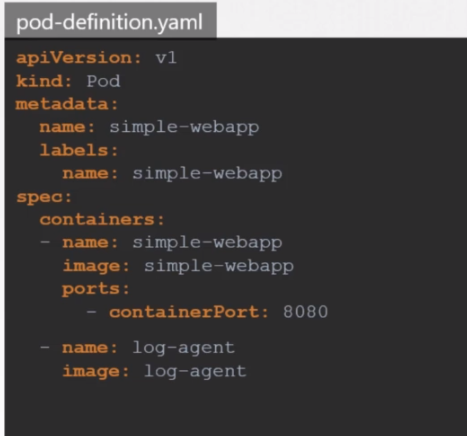 pod-definition.yaml
apiVersion: v1
kind: Pod
metadata:
  name: simple-webapp
  labels:
    name: simple-webapp
spec:
  containers:
  - name: simple-webapp
    image: simple-webapp
    ports:
      - containerPort: 8080
  - name: log-agent
    image: log-agent